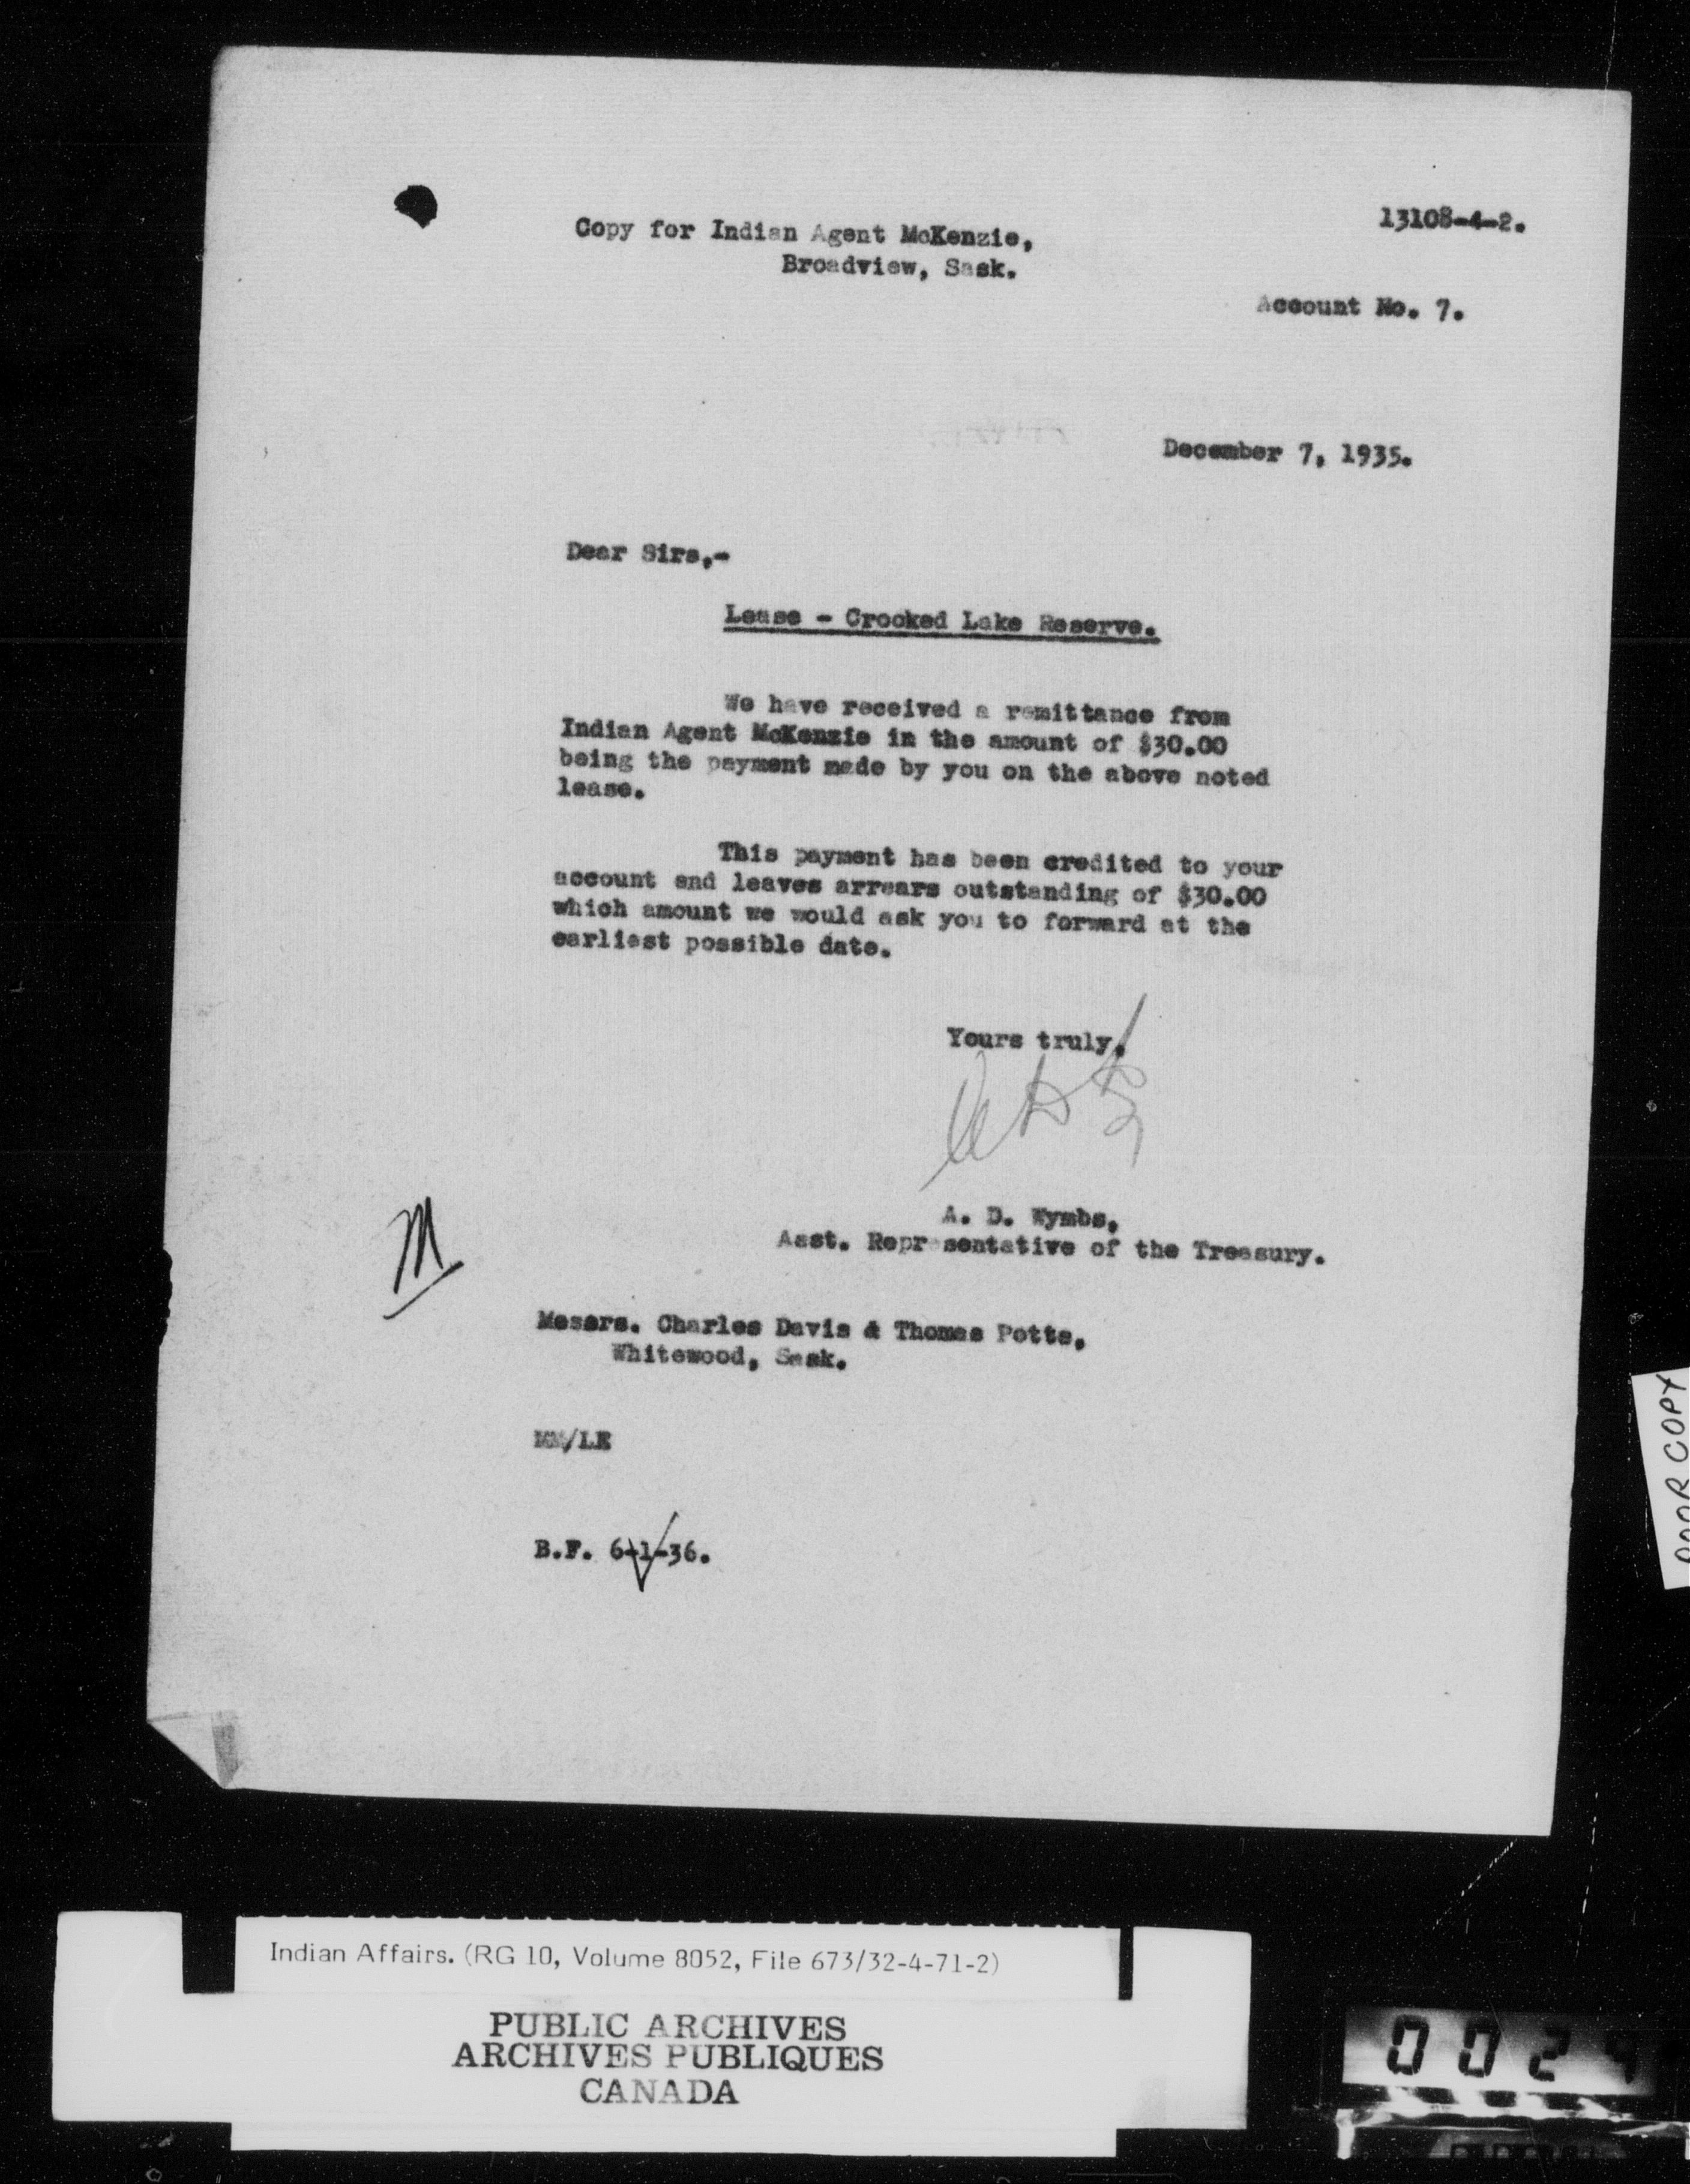 Copy for Indian Agent McKenzie,
Broadview, Sask.
13108-4-2.
Account No. 7.
December 7, 1935.
Dear Sirs,-
Lease - Crooked Lake Reserve.
We have received a remittance from
Indian Agent McKenzie in the amount of $30.00
being the payment made by you on the above noted
lease.
This payment has been credited to your
account and leaves arrears outstanding of $30.00
which amount we would ask you to forward at the
earliest possible date.
Yours truly,
A. D. Wymbs,
Asst. Representative of the Treasury.
M
Messrs. Charles Davis & Thomas Potts,
Whitewood, Sask.
MM/LE
B.F. 6-1-36.
POOR COPY
Indian Affairs. (RG 10, Volume 8052, File 673/32-4-71-2)
PUBLIC ARCHIVES
ARCHIVES PUBLIQUES
CANADA
002